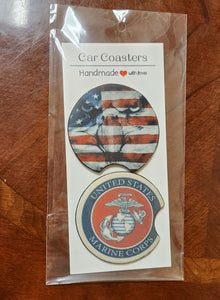 Car Coasters
Handmade with love
UNITED STATES
MARINE CORPS